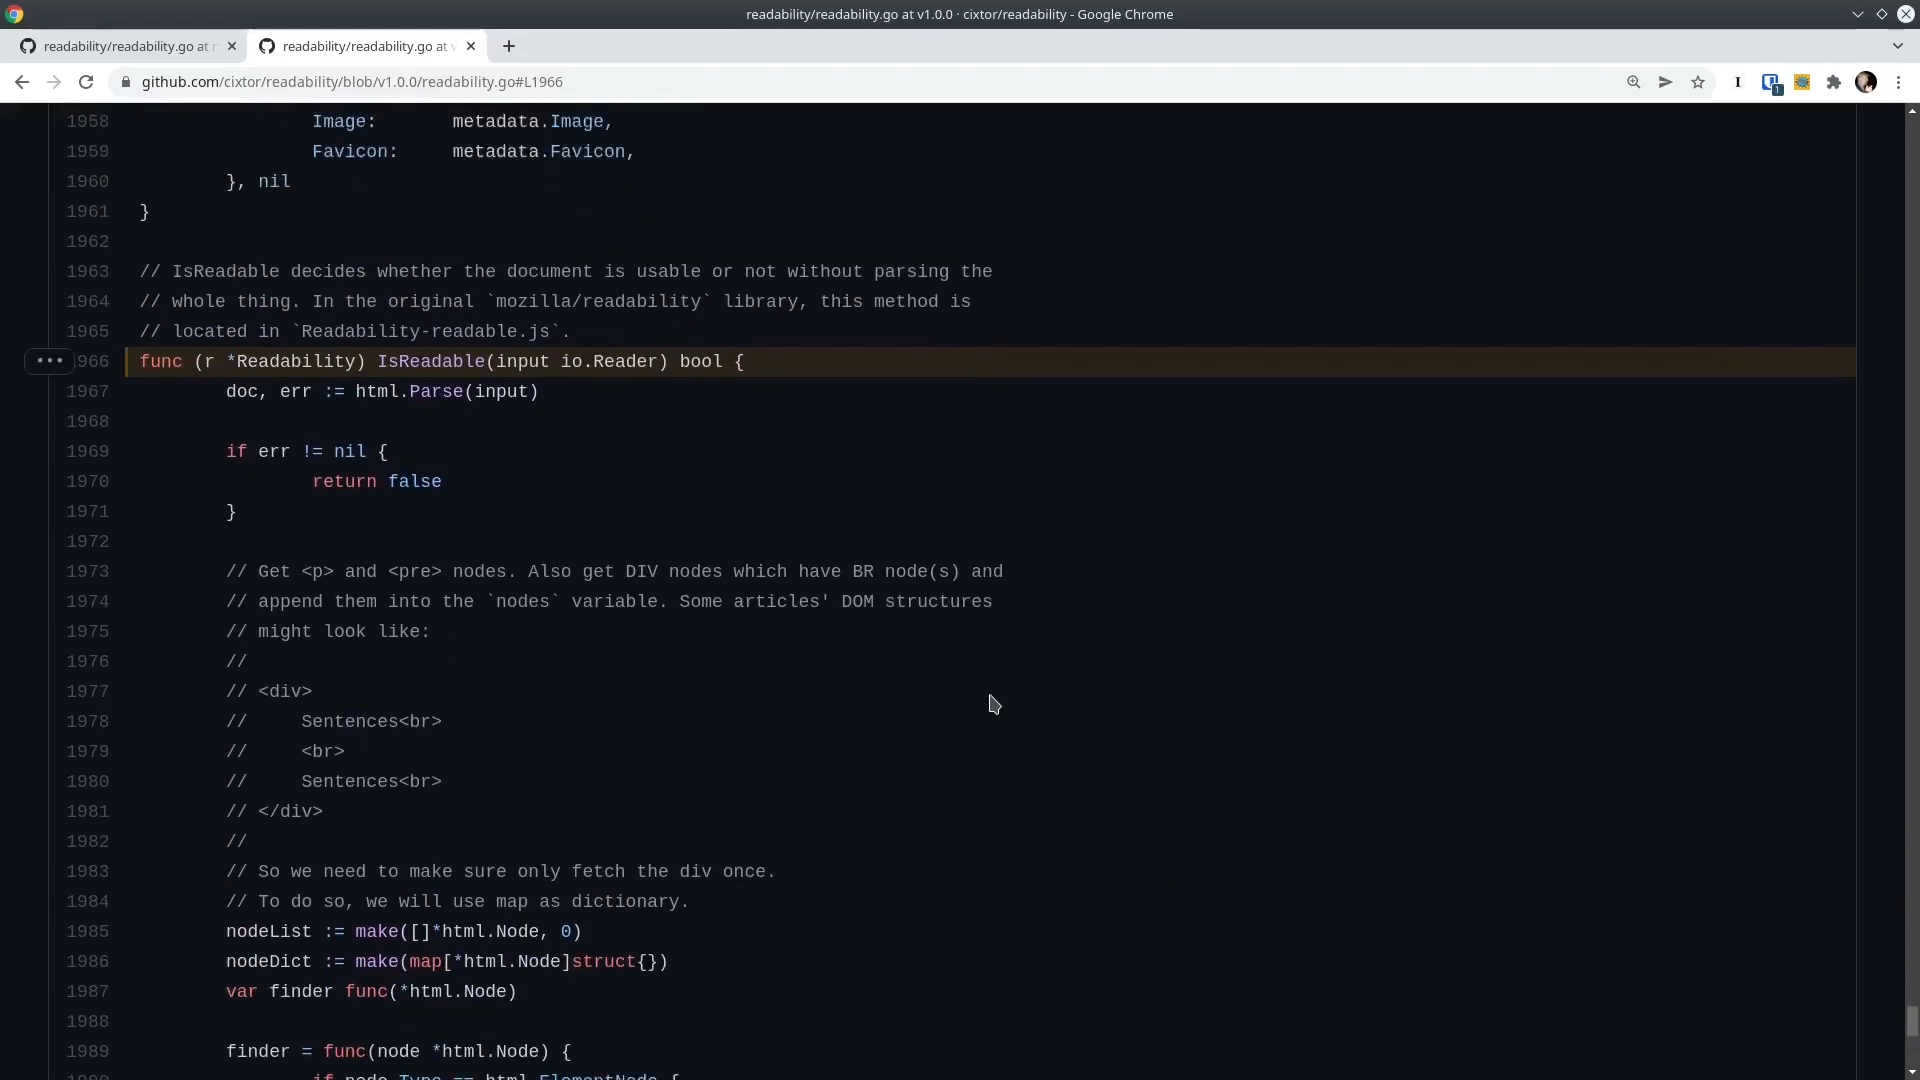 readability/readability.go at v1.0.0 · cixtor/readability - Google Chrome
readability/readability.go at
readability/readability.go at v
github.com/cixtor/readability/blob/v1.0.0/readability.go#L1966
1958 Image: metadata.Image,
1959 Favicon: metadata.Favicon,
1960 }, nil
1961 }
1962
1963 // IsReadable decides whether the document is usable or not without parsing the
1964 // whole thing. In the original `mozilla/readability` library, this method is
1965 // located in `Readability-readable.js`.
966 func (r *Readability) IsReadable(input io.Reader) bool {
1967 doc, err := html.Parse(input)
1968
1969 if err != nil {
1970 return false
1971 }
1972
1973 // Get <p> and <pre> nodes. Also get DIV nodes which have BR node(s) and
1974 // append them into the `nodes` variable. Some articles' DOM structures
1975 // might look like:
1976 //
1977 // <div>
1978 // Sentences<br>
1979 // <br>
1980 // Sentences<br>
1981 // </div>
1982 //
1983 // So we need to make sure only fetch the div once.
1984 // To do so, we will use map as dictionary.
1985 nodeList := make([]*html.Node, 0)
1986 nodeDict := make(map[*html.Node]struct{})
1987 var finder func(*html.Node)
1988
1989 finder = func(node *html.Node) {
1990 if node.Type == html.ElementNode {